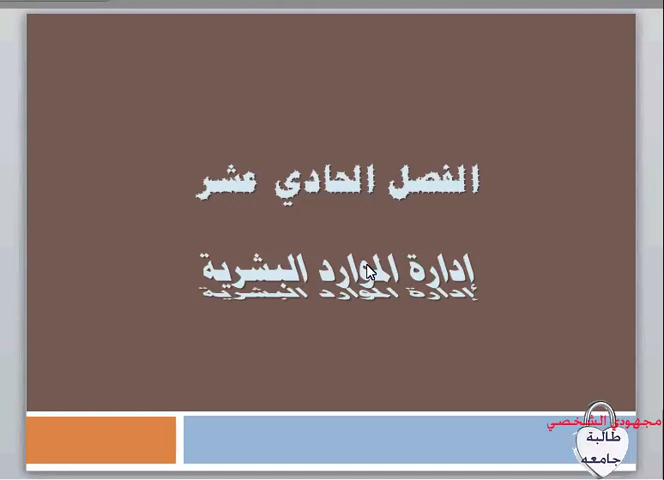 الفصل الحادي عشر
إدارة الموارد البشرية
مجهودي الشخصي
طالبة
جامعه